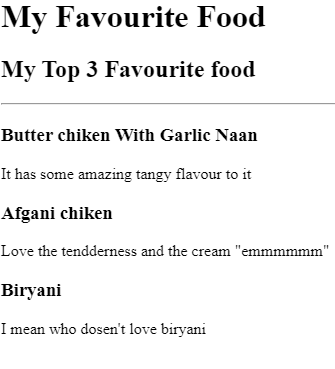 My Favourite Food
My Top 3 Favourite food
Butter chiken With Garlic Naan
It has some amazing tangy flavour to it
Afgani chiken
Love the tendderness and the cream "emmmmmm"
Biryani
I mean who dosen't love biryani